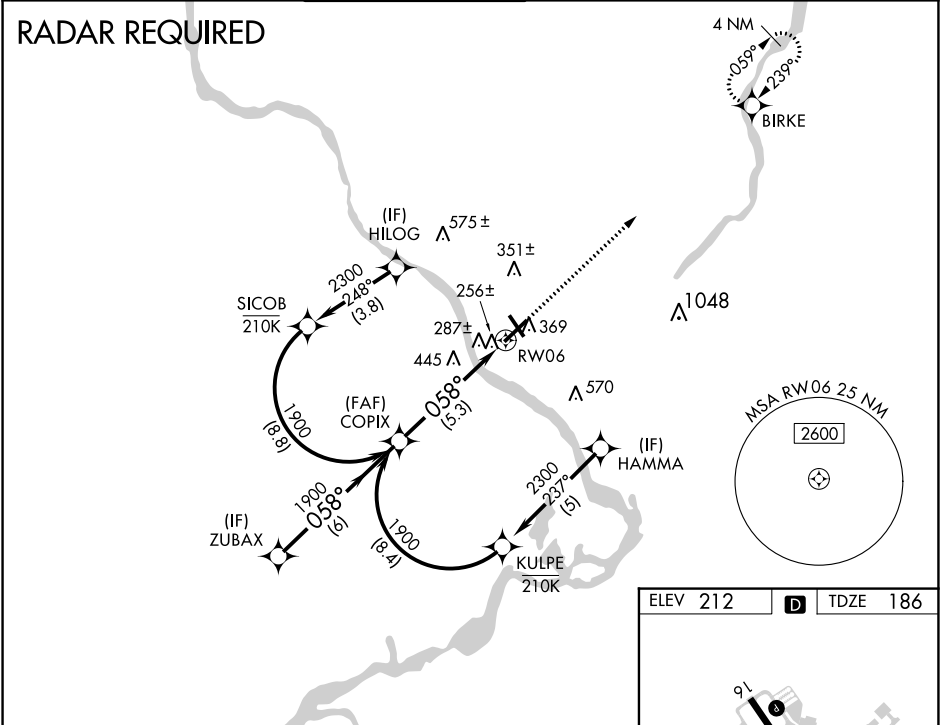 RADAR REQUIRED
4 NM
059°
239°
BIRKE
(IF)
HILOG
575±
351±
2300
248°
(3.8)
256±
SICOB
210K
1048
287±
369
445
RW06
570
(FAF)
COPIX
058°
(5.3)
1900
(8.8)
MSA RW06 25 NM
2600
(IF)
HAMMA
2300
237°
(5)
1900
058°
(6)
1900
(8.4)
(IF)
ZUBAX
KULPE
210K
ELEV 212 D TDZE 186
16
P